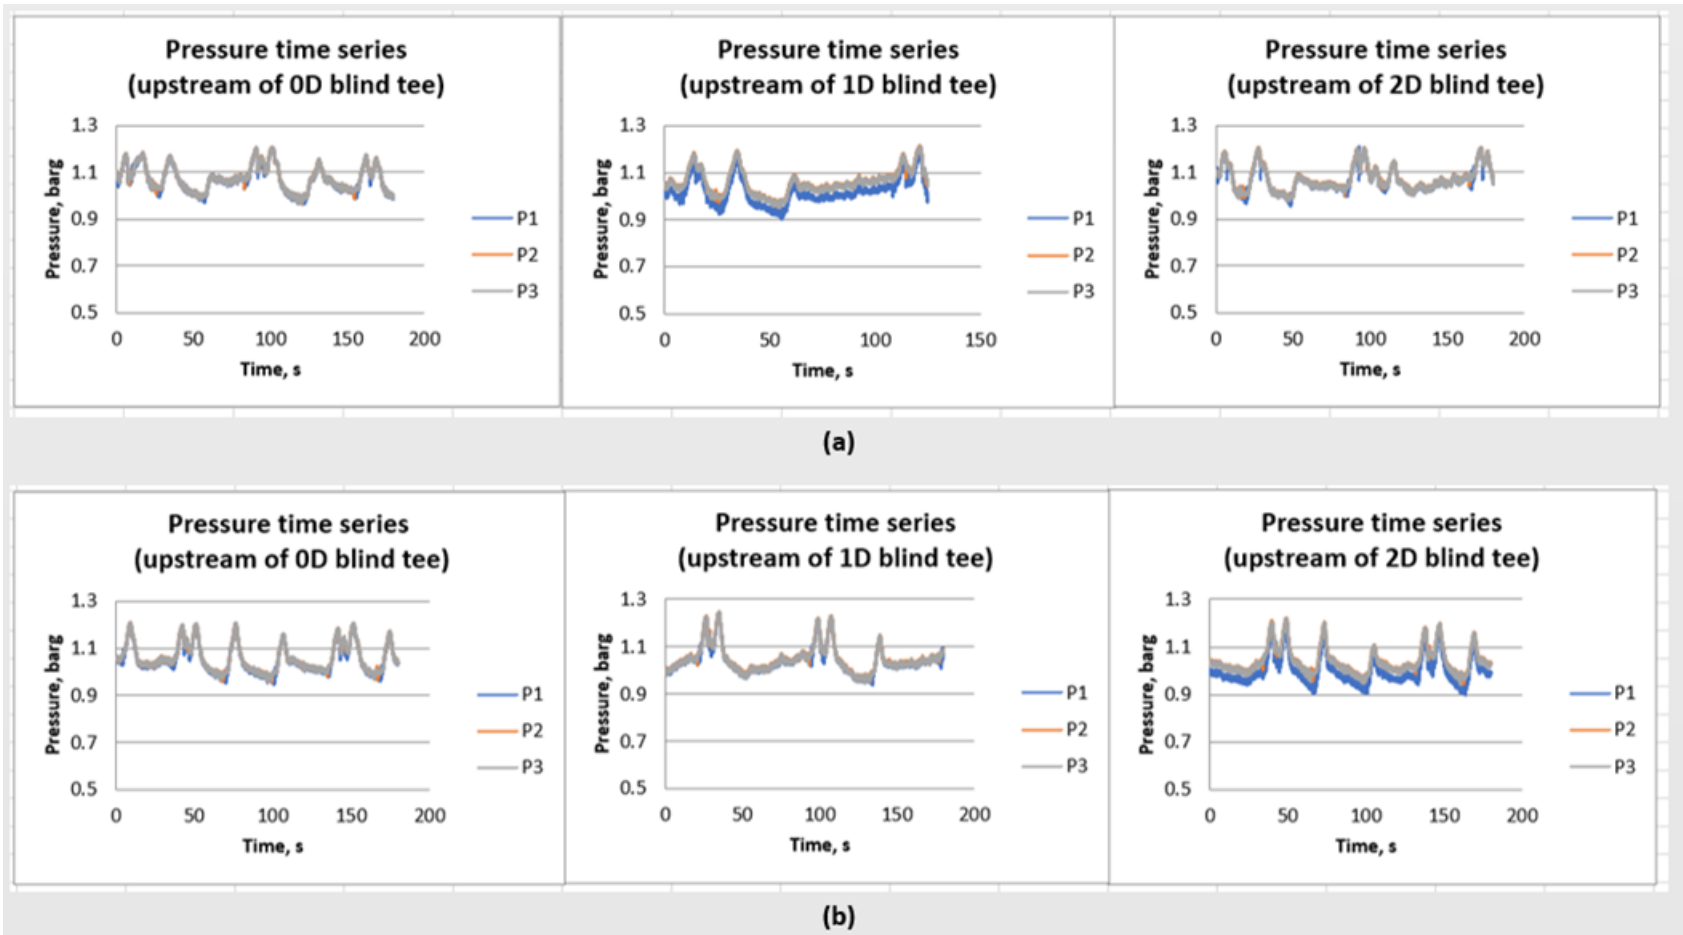 Pressure time series
(upstream of 0D blind tee)
1.3
1.1
0.9
0.7
0.5
Pressure, barg
0 50 100 150 200
Time, s
P1
P2
P3
Pressure time series
(upstream of 1D blind tee)
1.3
1.1
0.9
0.7
0.5
Pressure, barg
0 50 100 150
Time, s
P1
P2
P3
Pressure time series
(upstream of 2D blind tee)
1.3
1.1
0.9
0.7
0.5
Pressure, barg
0 50 100 150 200
Time, s
P1
P2
P3
(a)
Pressure time series
(upstream of 0D blind tee)
1.3
1.1
0.9
0.7
0.5
Pressure, barg
0 50 100 150 200
Time, s
P1
P2
P3
Pressure time series
(upstream of 1D blind tee)
1.3
1.1
0.9
0.7
0.5
Pressure, barg
0 50 100 150 200
Time, s
P1
P2
P3
Pressure time series
(upstream of 2D blind tee)
1.3
1.1
0.9
0.7
0.5
Pressure, barg
0 50 100 150 200
Time, s
P1
P2
P3
(b)